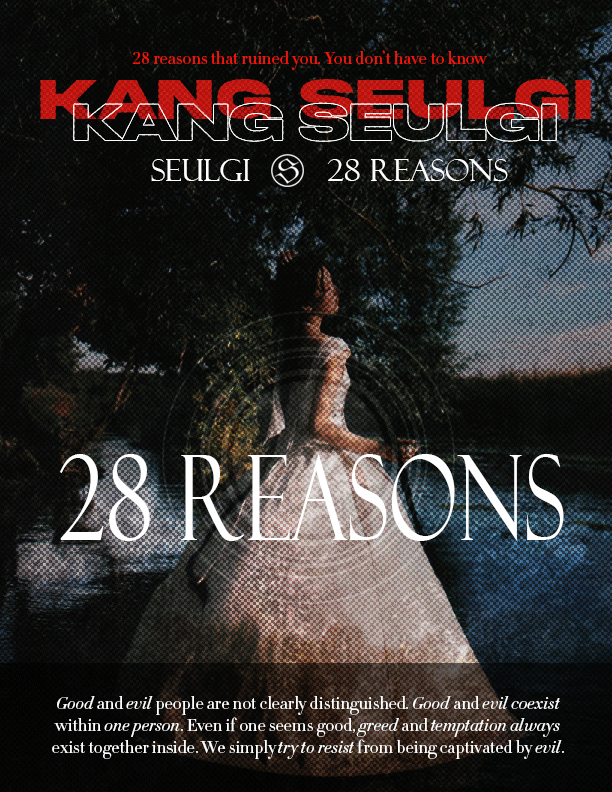 28 reasons that ruined you. You don't have to know
KANG SEULGI
KANG SEULGI
SEULGI S 28 REASONS
28 REASONS
Good and evil people are not clearly distinguished. Good and evil coexist
within one person. Even if one seems good, greed and temptation always
exist together inside. We simply try to resist from being captivated by evil.